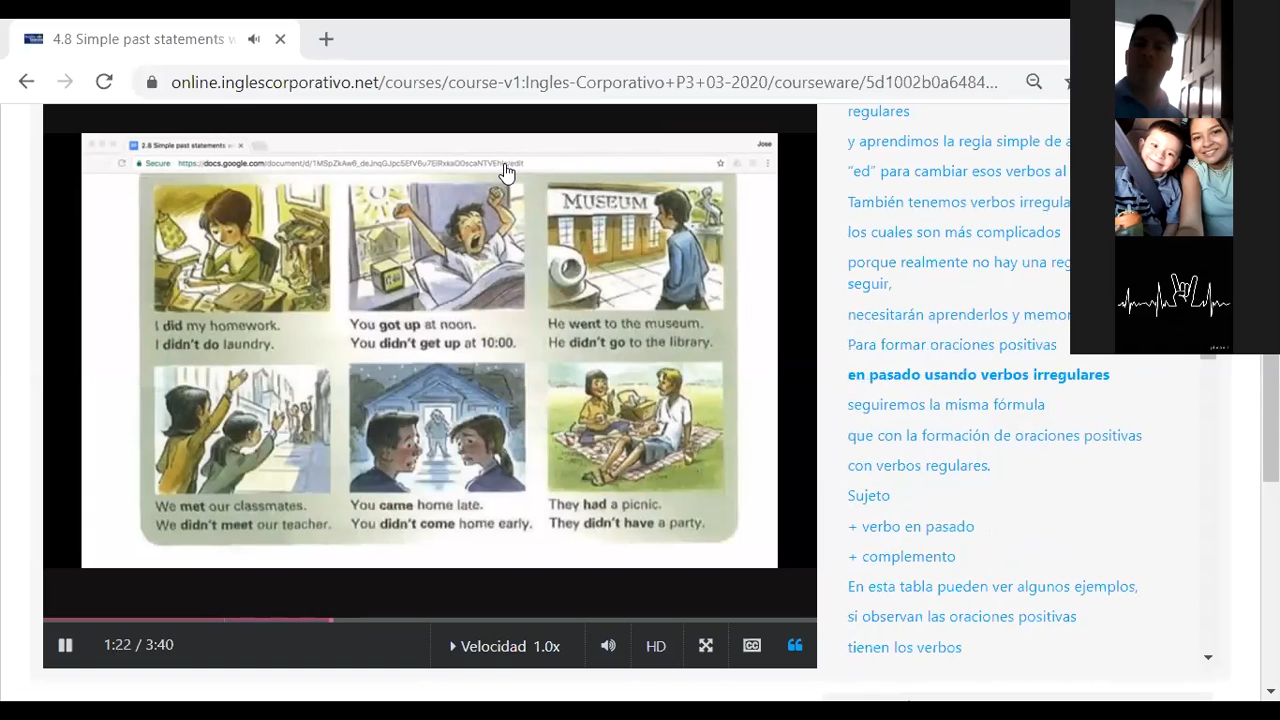 4.8 Simple past statements w
online.inglescorporativo.net/courses/course-v1:Ingles-Corporativo+P3+03-2020/courseware/5d1002b0a6484...
2.8 Simple past statements w
Jose
Secure
MUSEUM
I did my homework.
I didn't do laundry.
You got up at noon.
You didn't get up at 10:00.
He went to the museum.
He didn't go to the library.
We met our classmates.
We didn't meet our teacher.
You came home late.
You didn't come home early.
They had a picnic.
They didn't have a party.
1:22 / 3:40
Velocidad 1.0x
HD
CC
regulares
y aprendimos la regla simple de a
"ed" para cambiar esos verbos al
También tenemos verbos irregula
los cuales son más complicados
porque realmente no hay una reg
seguir,
necesitarán aprenderlos y memor
Para formar oraciones positivas
en pasado usando verbos irregulares
seguiremos la misma fórmula
que con la formación de oraciones positivas
con verbos regulares.
Sujeto
+ verbo en pasado
+ complemento
En esta tabla pueden ver algunos ejemplos,
si observan las oraciones positivas
tienen los verbos